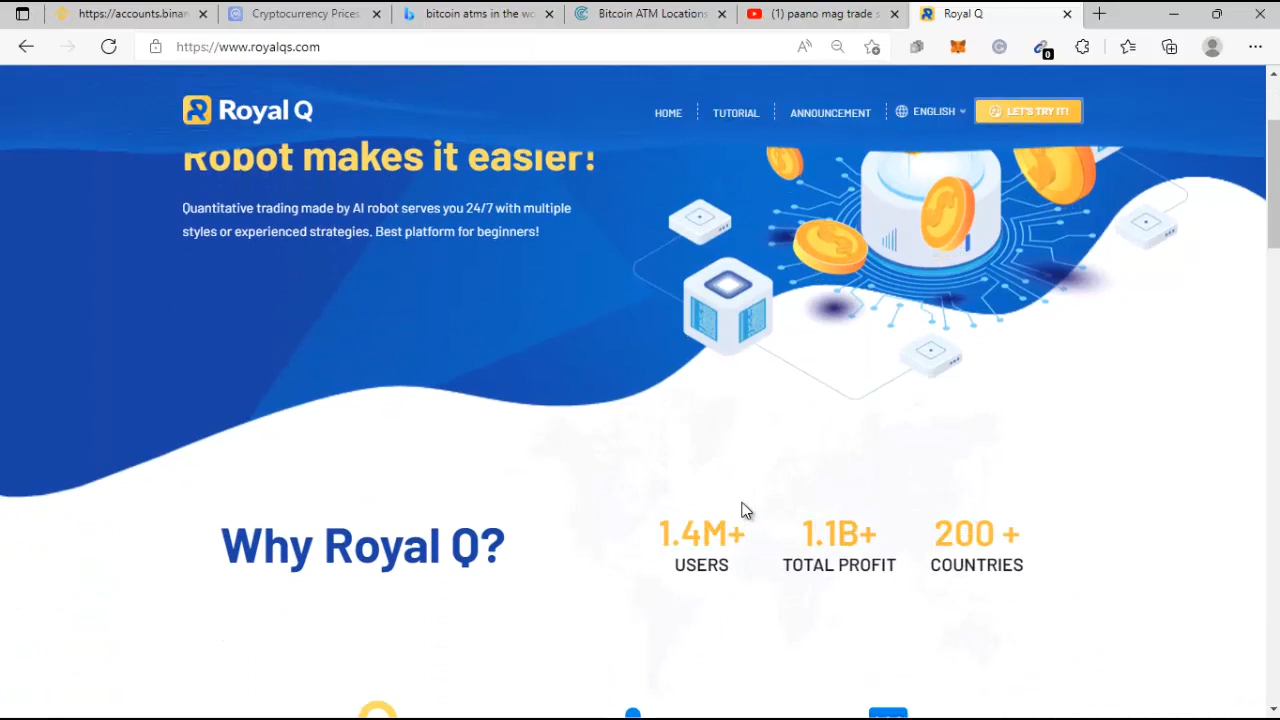 https://accounts.binan
Cryptocurrency Prices,
bitcoin atms in the wo
Bitcoin ATM Locations
(1) paano mag trade s
Royal Q
https://www.royalqs.com
0
Royal Q
HOME
TUTORIAL
ANNOUNCEMENT
ENGLISH
LET'S TRY IT!
Robot makes it easier!
Quantitative trading made by AI robot serves you 24/7 with multiple
styles or experienced strategies. Best platform for beginners!
Why Royal Q?
1.4M+
USERS
1.1B+
TOTAL PROFIT
200 +
COUNTRIES